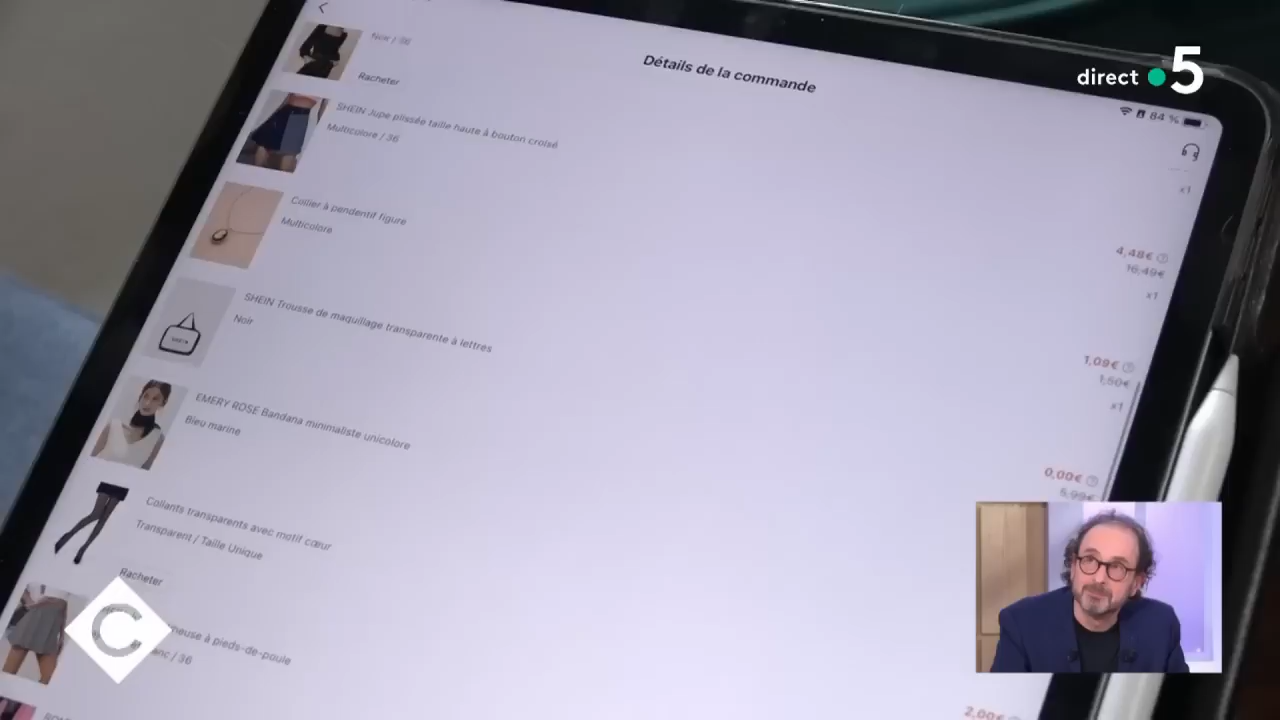 Noir / 36
Racheter
Détails de la commande
direct 5
84 %
SHEIN Jupe plissée taille haute à bouton croisé
Multicolore / 36
x1
Collier à pendentif figure
Multicolore
4,48€
16,49€
x1
SHEIN Trousse de maquillage transparente à lettres
Noir
1,09€
1,50€
x1
EMERY ROSE Bandana minimaliste unicolore
Bleu marine
0,00€
5,99€
Collants transparents avec motif cœur
Transparent / Taille Unique
Racheter
à pieds-de-poule
/ 36
C
2,00€